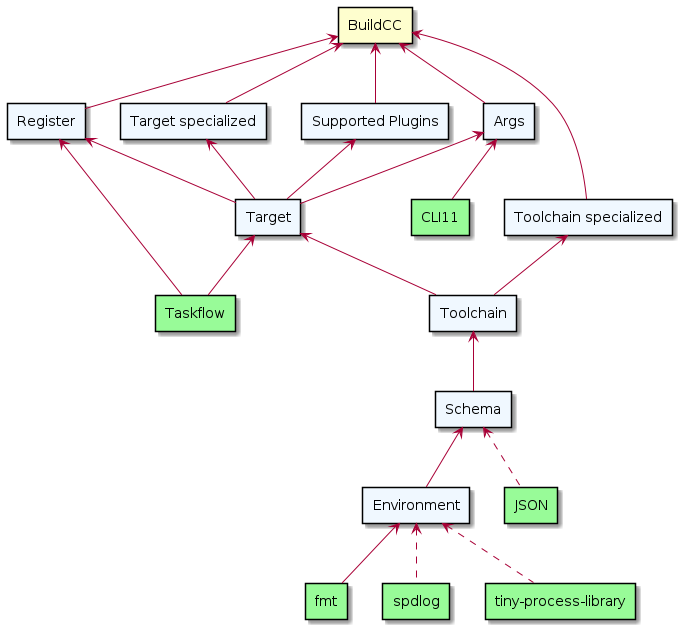 BuildCC
Register
Target specialized
Supported Plugins
Args
Target
CLI11
Toolchain specialized
Taskflow
Toolchain
Schema
Environment
JSON
fmt
spdlog
tiny-process-library